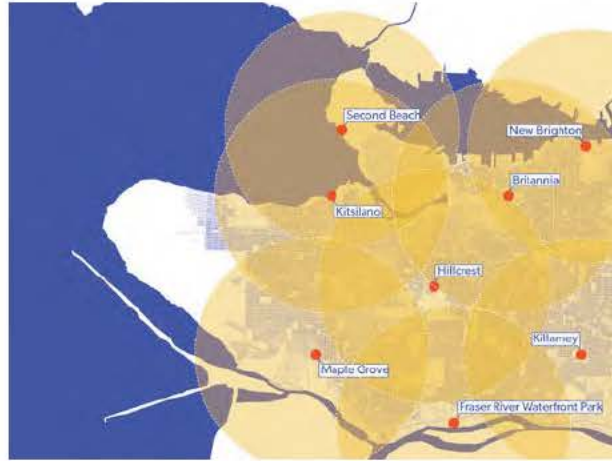 Second Beach
New Brighton
Britannia
Kitsilano
Hillcrest
Killarney
Maple Grove
Fraser River Waterfront Park